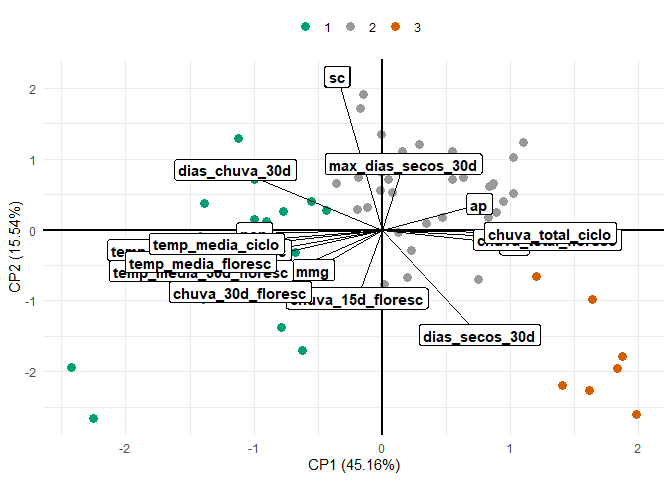 1 2 3
sc
max_dias_secos_30d
dias_chuva_30d
ap
chuva_total_ciclo
temp_media_ciclo
temp_media_floresc
mmg
chuva_30d_floresc
chuva_15d_floresc
dias_secos_30d
2
1
0
-1
-2
CP2 (15.54%)
-2 -1 0 1 2
CP1 (45.16%)